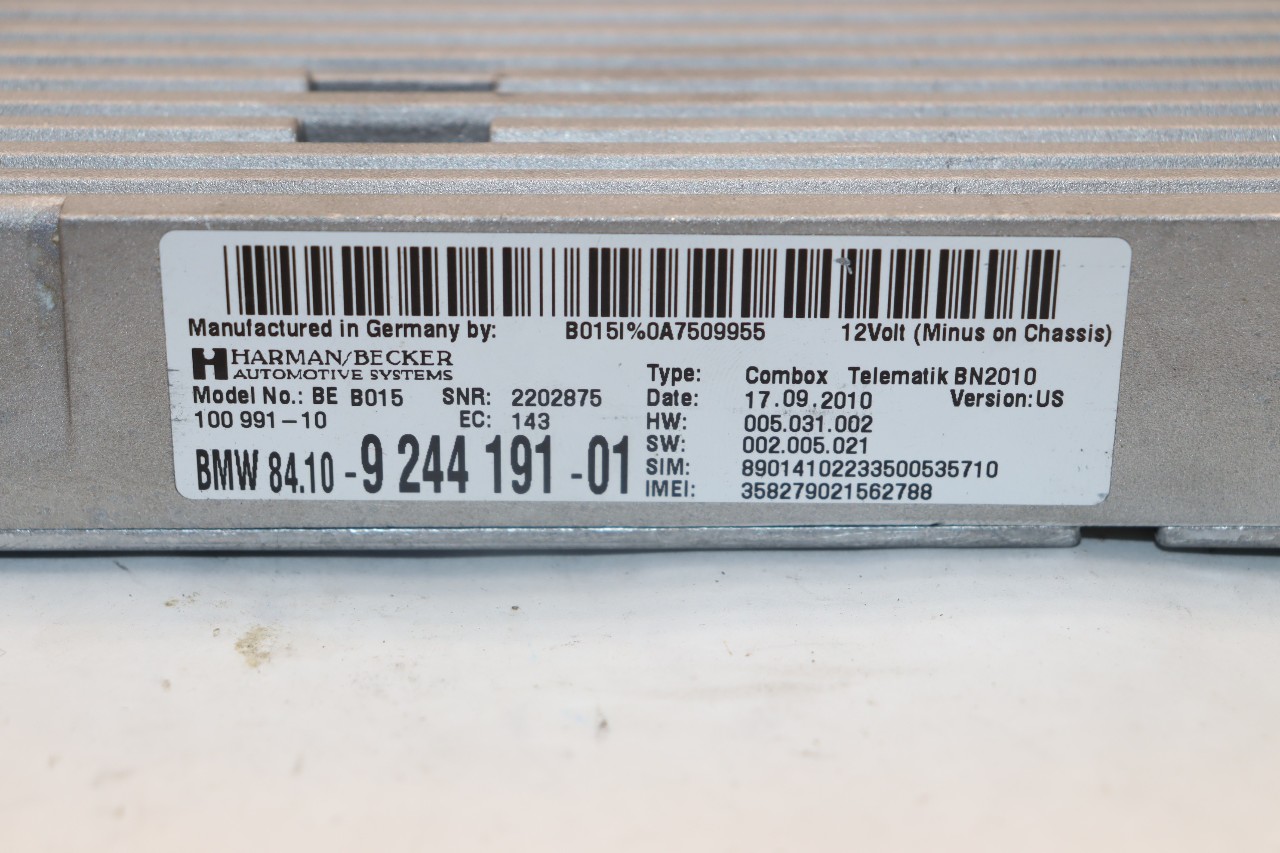 Manufactured in Germany by: B015I%0A7509955 12Volt (Minus on Chassis)
HARMAN/BECKER
AUTOMOTIVE SYSTEMS
Model No.: BE B015 SNR: 2202875
100 991-10 EC: 143
BMW 84.10 -9 244 191 -01
Type: Combox Telematik BN2010
Date: 17.09.2010 Version: US
HW: 005.031.002
SW: 002.005.021
SIM: 89014102233500535710
IMEI: 358279021562788